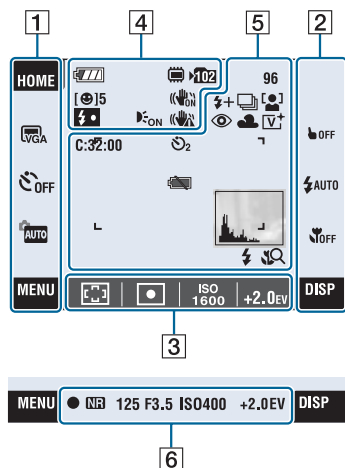 1 4 5 2
HOME 102 96
[ ]5
ON
VGA OFF
C:32:00 2
OFF AUTO
AUTO OFF
MENU ISO 1600 +2.0EV DISP
3
MENU NR 125 F3.5 ISO400 +2.0EV DISP
6